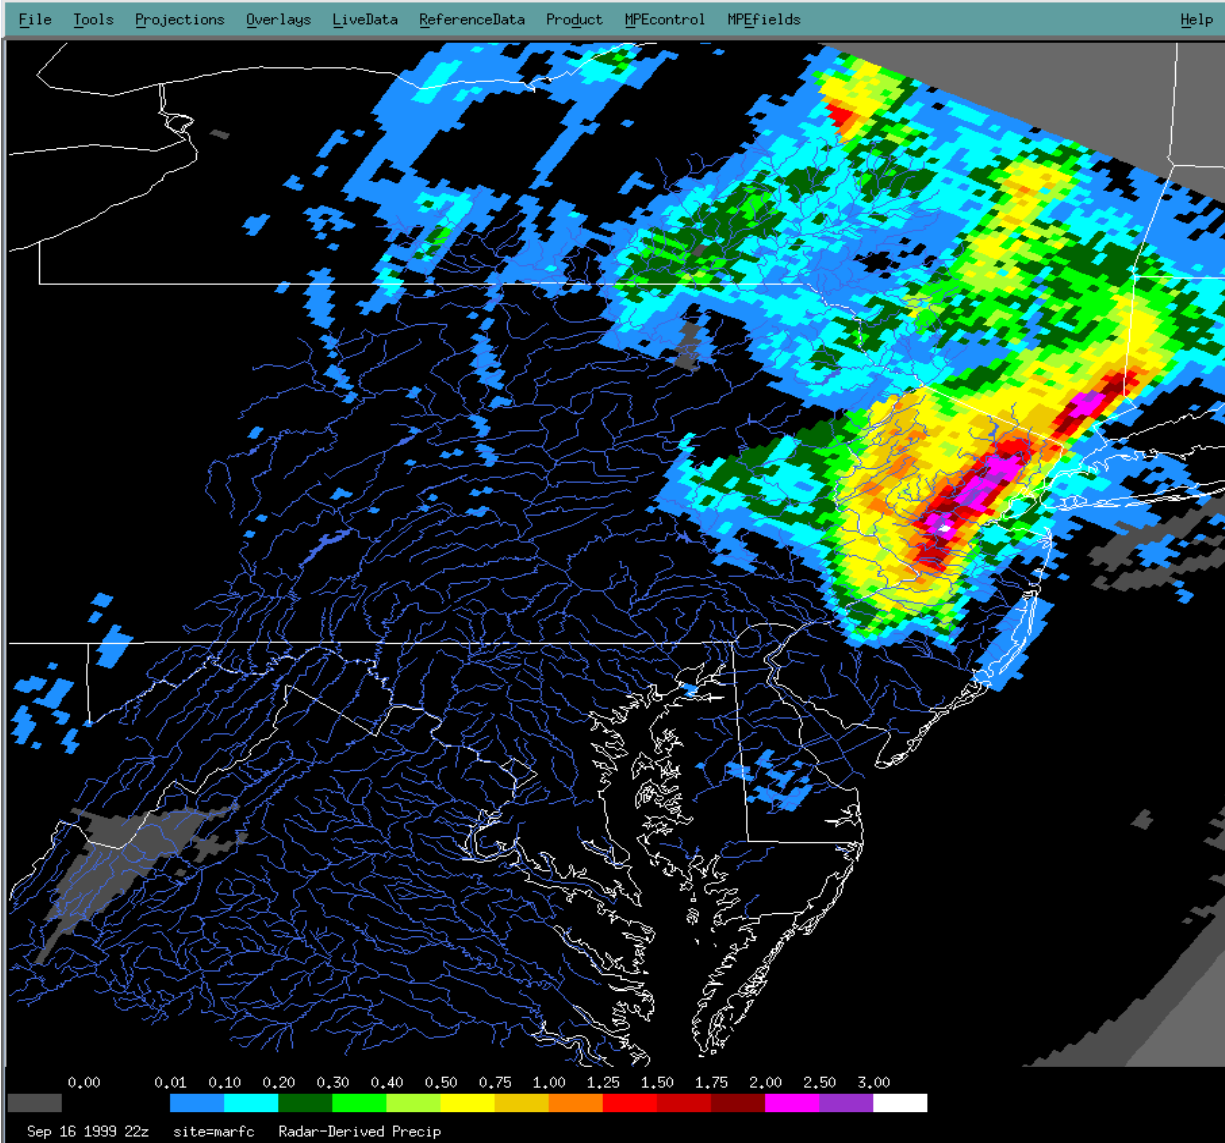 File Tools Projections Overlays LiveData ReferenceData Product MPEcontrol MPEfields Help
0.00 0.01 0.10 0.20 0.30 0.40 0.50 0.75 1.00 1.25 1.50 1.75 2.00 2.50 3.00
Sep 16 1999 22z site=marfc Radar-Derived Precip